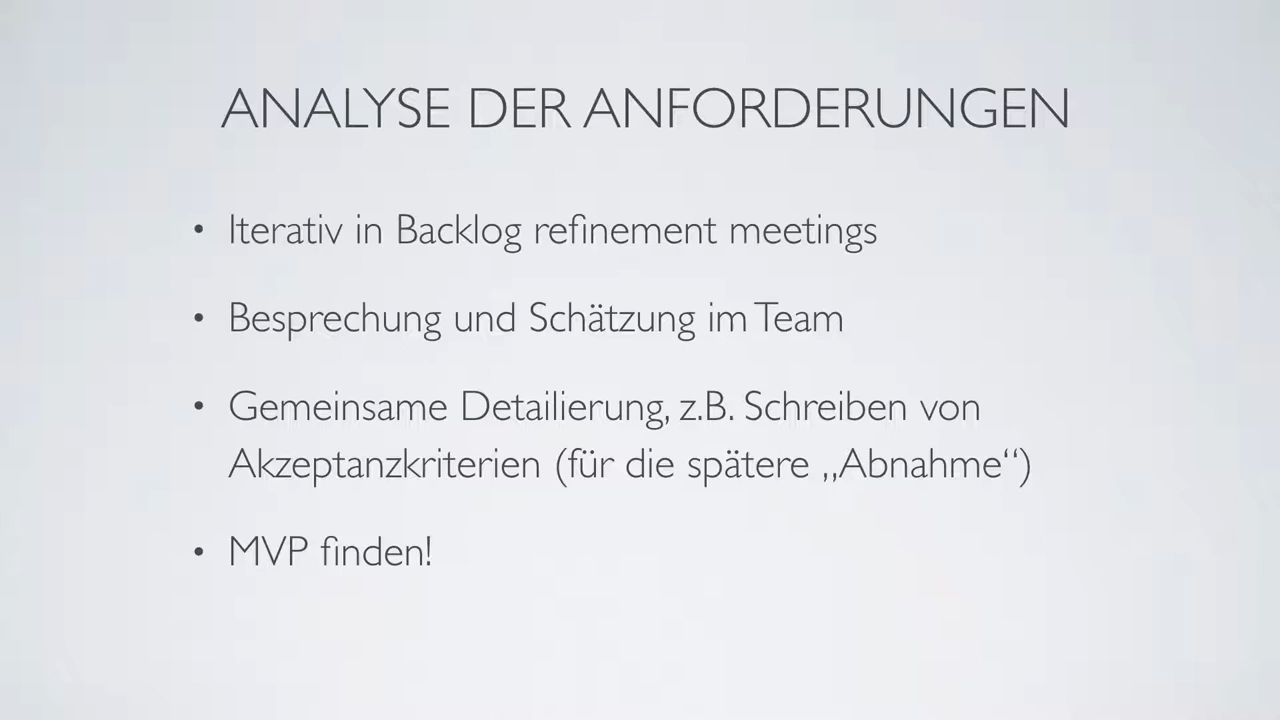 ANALYSE DER ANFORDERUNGEN
• Iterativ in Backlog refinement meetings
• Besprechung und Schätzung im Team
• Gemeinsame Detailierung, z.B. Schreiben von
Akzeptanzkriterien (für die spätere „Abnahme“)
• MVP finden!